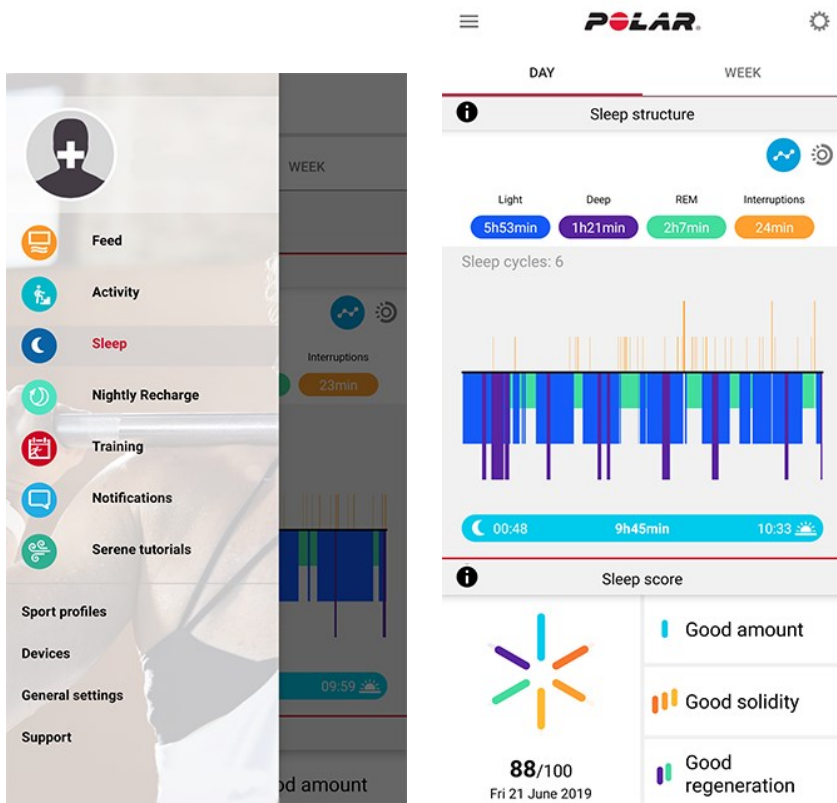 WEEK
Feed
Activity
Sleep
Interruptions
Nightly Recharge
23min
Training
Notifications
Serene tutorials
Sport profiles
Devices
General settings
09:59
Support
od amount
POLAR.
DAY WEEK
Sleep structure
Light Deep REM Interruptions
5h53min 1h21min 2h7min 24min
Sleep cycles: 6
00:48 9h45min 10:33
Sleep score
Good amount
Good solidity
Good
regeneration
88/100
Fri 21 June 2019